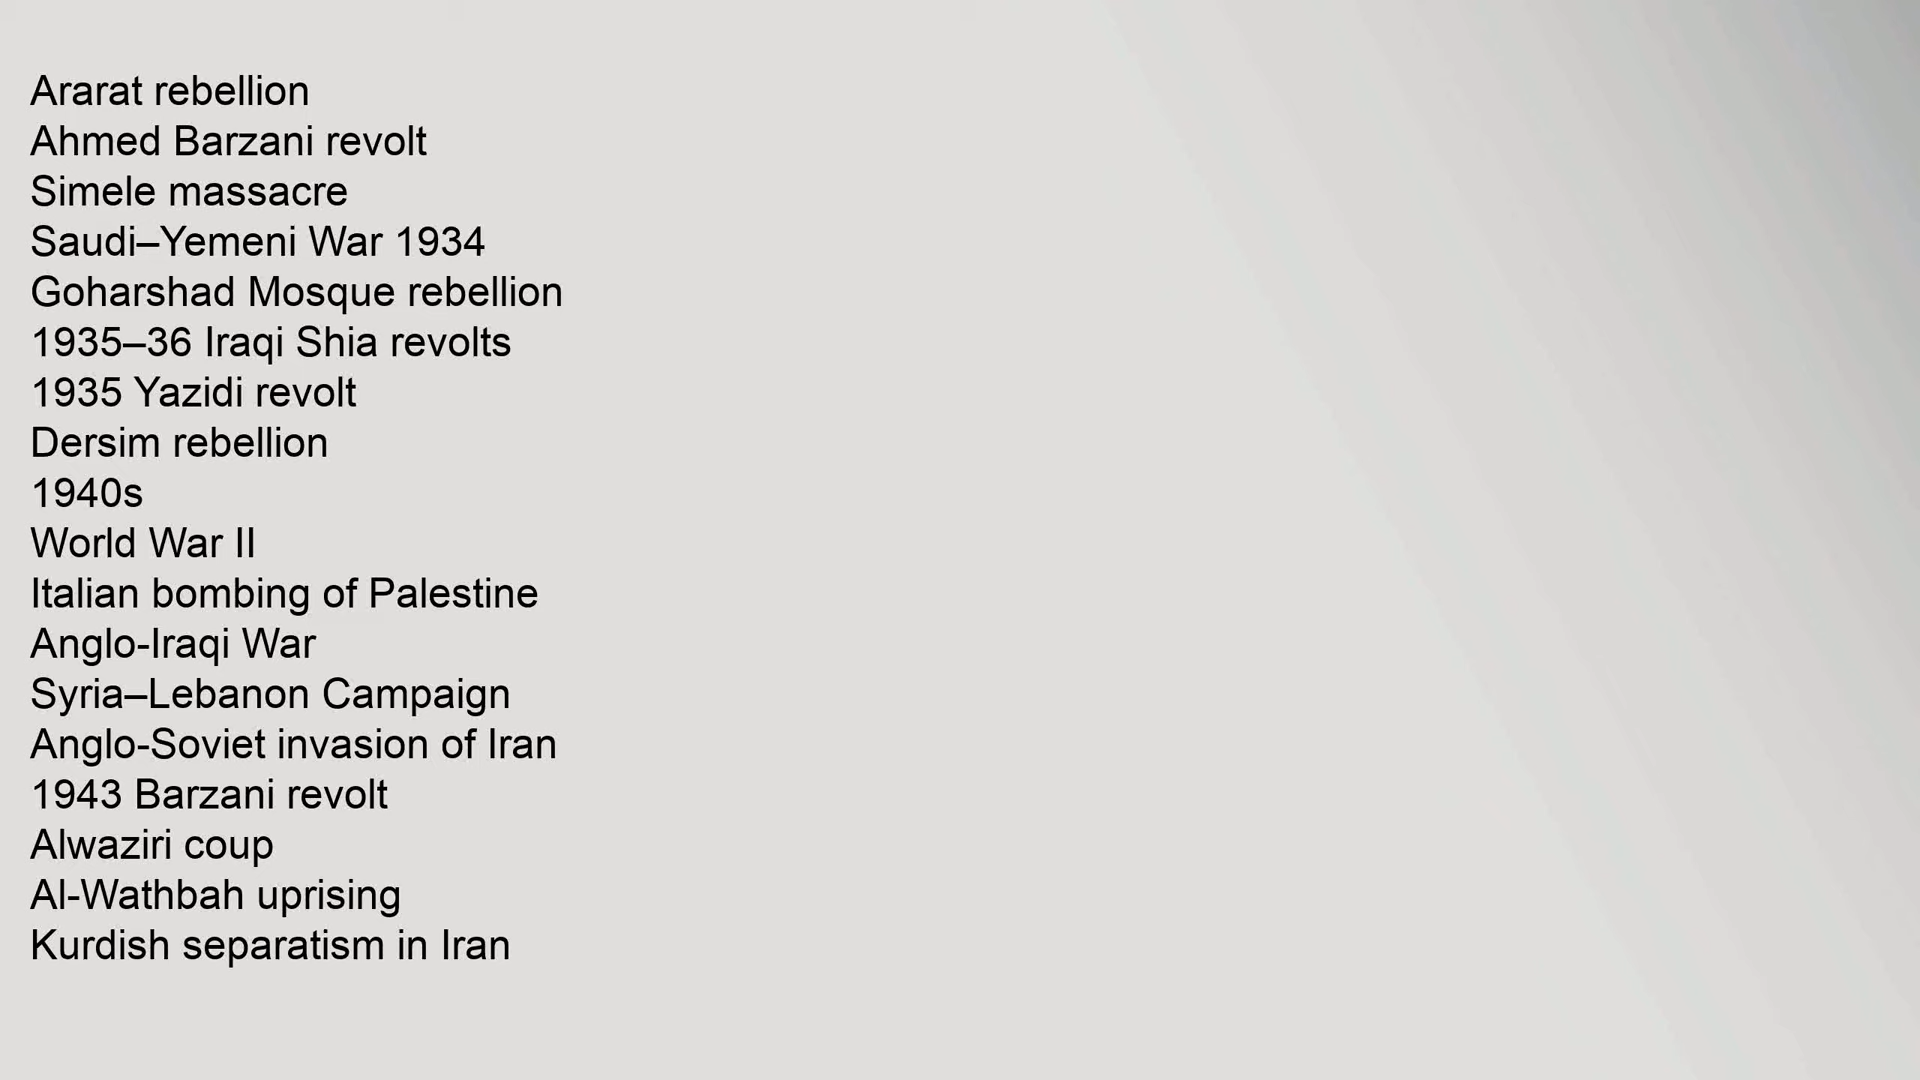 Ararat rebellion
Ahmed Barzani revolt
Simele massacre
Saudi–Yemeni War 1934
Goharshad Mosque rebellion
1935–36 Iraqi Shia revolts
1935 Yazidi revolt
Dersim rebellion
1940s
World War II
Italian bombing of Palestine
Anglo-Iraqi War
Syria–Lebanon Campaign
Anglo-Soviet invasion of Iran
1943 Barzani revolt
Alwaziri coup
Al-Wathbah uprising
Kurdish separatism in Iran